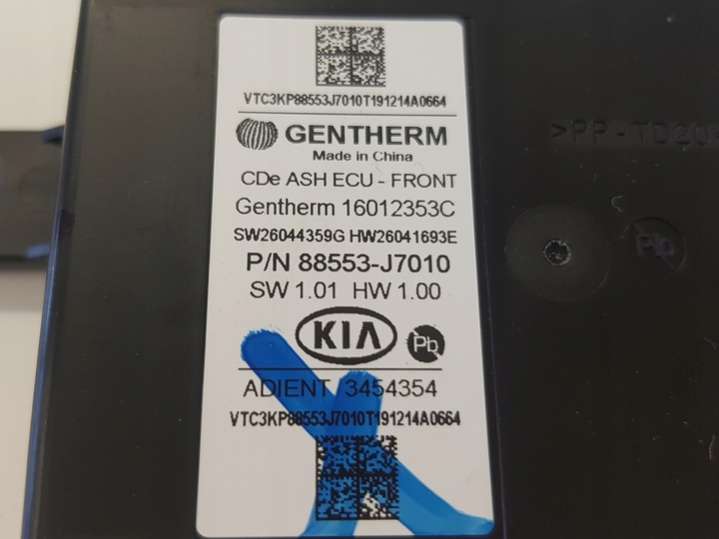 VTC3KP88553J7010T191214A0664
GENTHERM
Made in China
CDe ASH ECU - FRONT
Gentherm 16012353C
SW26044359G HW26041693E
P/N 88553-J7010
SW 1.01 HW 1.00
KIA
Pb
ADIENT 3454354
VTC3KP88553J7010T191214A0664
Pb